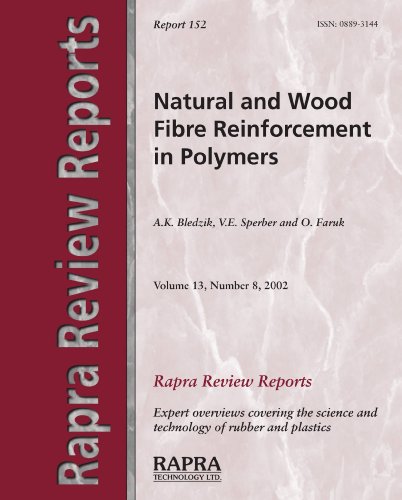 Rapra Review Reports
Report 152
ISSN: 0889-3144
Natural and Wood
Fibre Reinforcement
in Polymers
A.K. Bledzik, V.E. Sperber and O. Faruk
Volume 13, Number 8, 2002
Rapra Review Reports
Expert overviews covering the science and
technology of rubber and plastics
RAPRA
TECHNOLOGY LTD.